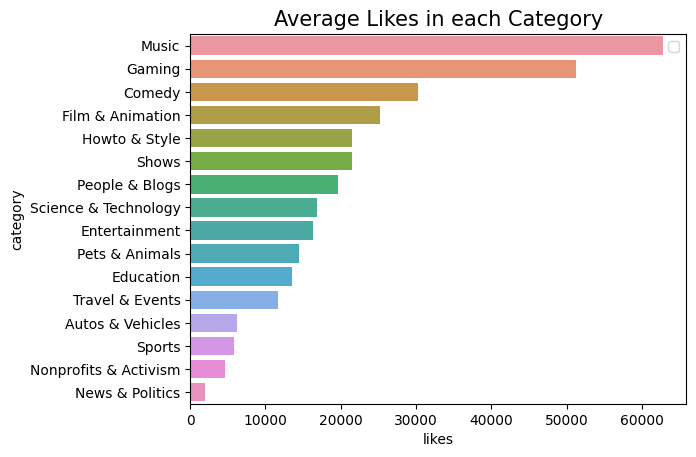 Average Likes in each Category
Music
Gaming
Comedy
Film & Animation
Howto & Style
Shows
People & Blogs
Science & Technology
Entertainment
Pets & Animals
Education
Travel & Events
Autos & Vehicles
Sports
Nonprofits & Activism
News & Politics
category
0 10000 20000 30000 40000 50000 60000
likes